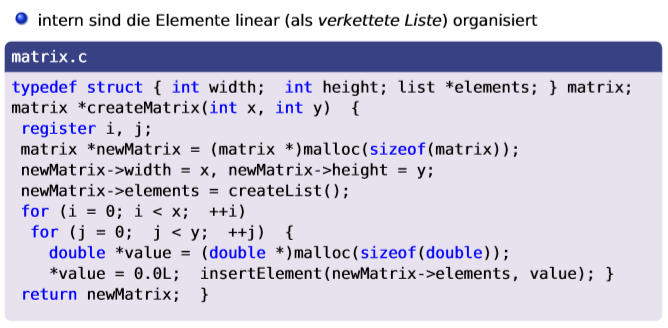 intern sind die Elemente linear (als verkettete Liste) organisiert
matrix.c
typedef struct { int width;  int height; list *elements; } matrix;
matrix *createMatrix(int x, int y)  {
 register i, j;
 matrix *newMatrix = (matrix *)malloc(sizeof(matrix));
 newMatrix->width = x, newMatrix->height = y;
 newMatrix->elements = createList();
 for (i = 0; i < x;  ++i)
  for (j = 0;  j < y;  ++j)  {
    double *value = (double *)malloc(sizeof(double));
    *value = 0.0L;  insertElement(newMatrix->elements, value); }
 return newMatrix;  }